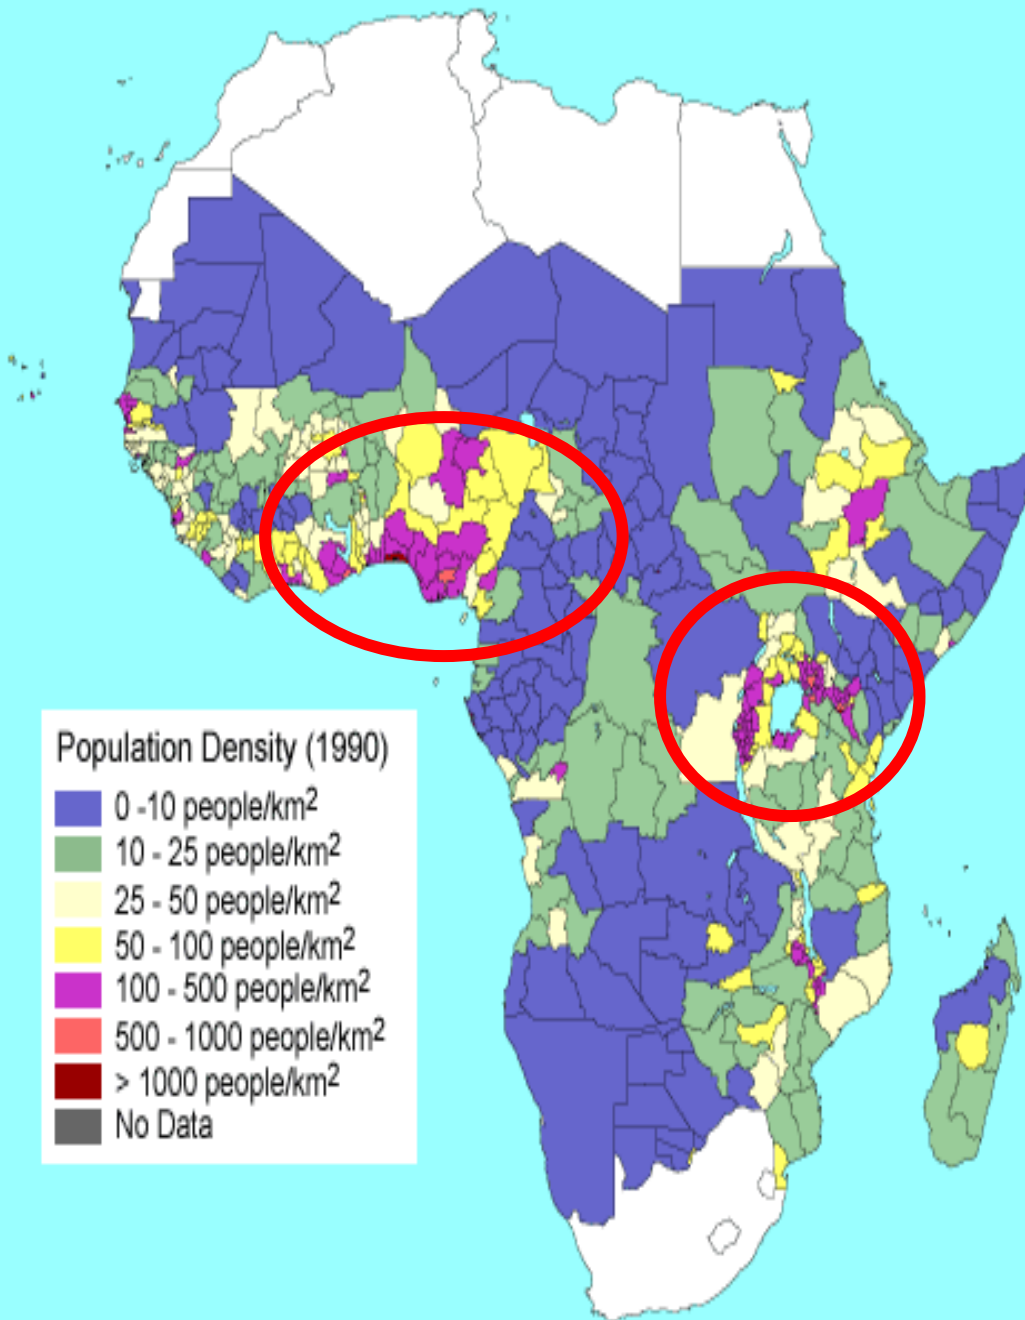 Population Density (1990)
0 -10 people/km²
10 - 25 people/km²
25 - 50 people/km²
50 - 100 people/km²
100 - 500 people/km²
500 - 1000 people/km²
> 1000 people/km²
No Data